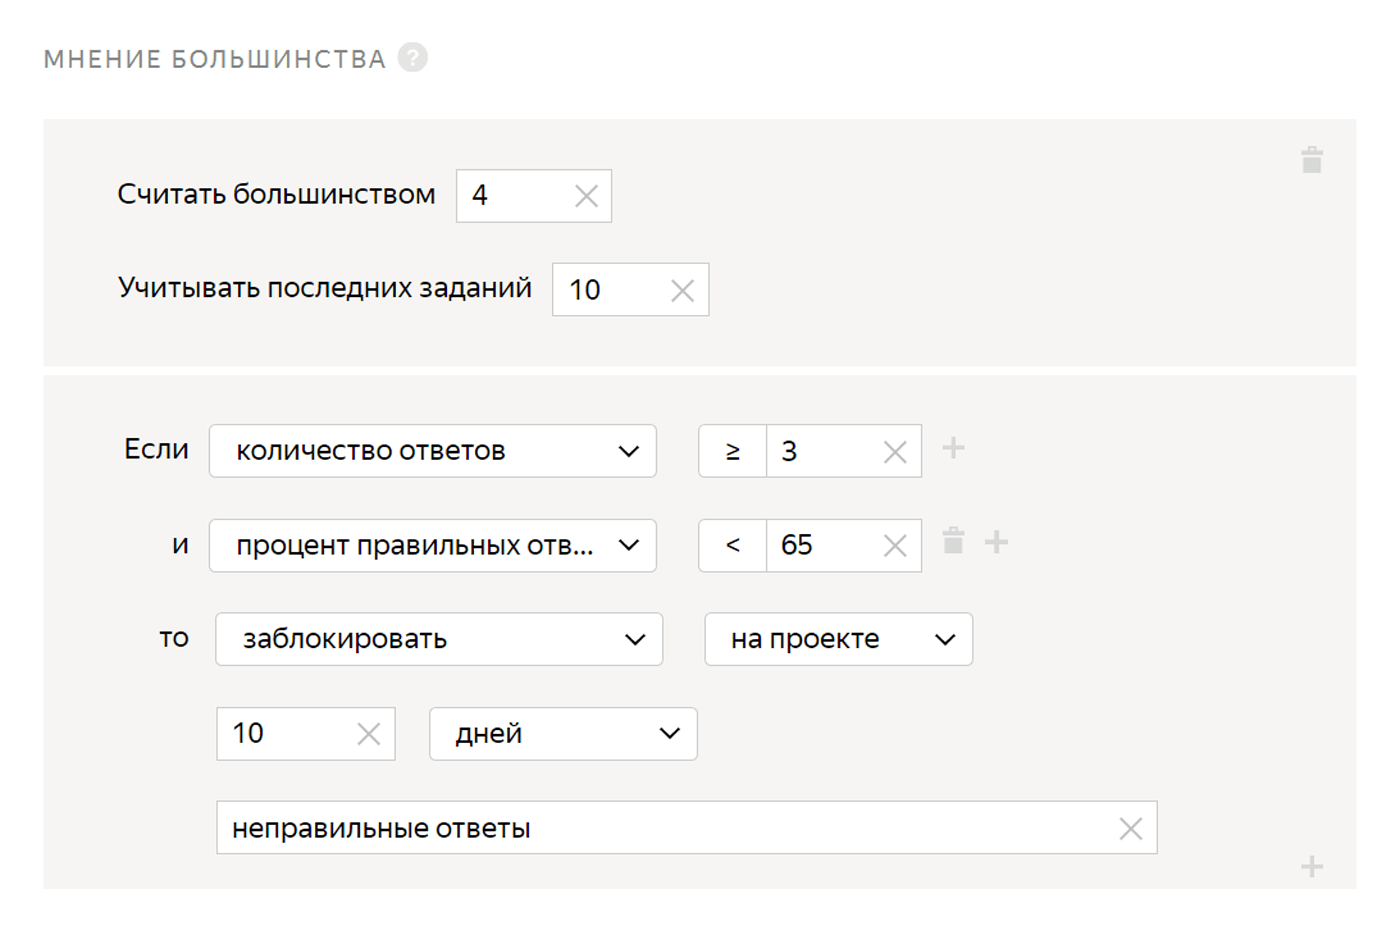 МНЕНИЕ БОЛЬШИНСТВА ?
Считать большинством 4
Учитывать последних заданий 10
Если количество ответов ≥ 3
и процент правильных отв... < 65
то заблокировать на проекте
10 дней
неправильные ответы